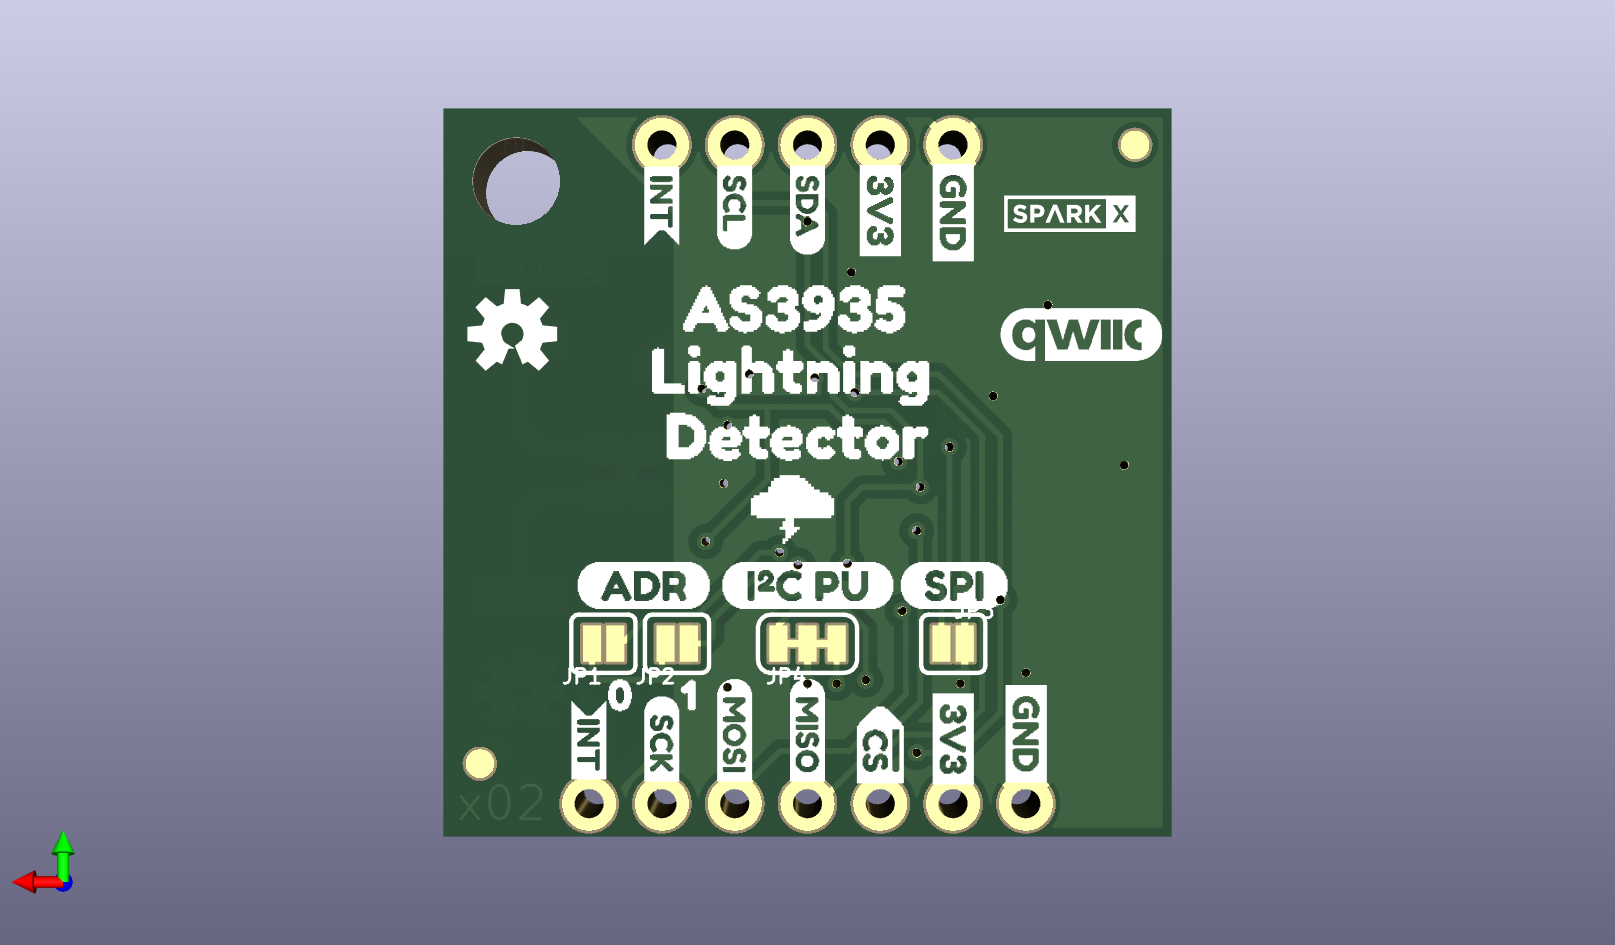 INT SCL SDA 3V3 GND
SPARK X
AS3935
Lightning
Detector
qwIIC
ADR I²C PU SPI
JP3
JP1 JP2 JP4
0 1
INT SCK MOSI MISO CS 3V3 GND
x02